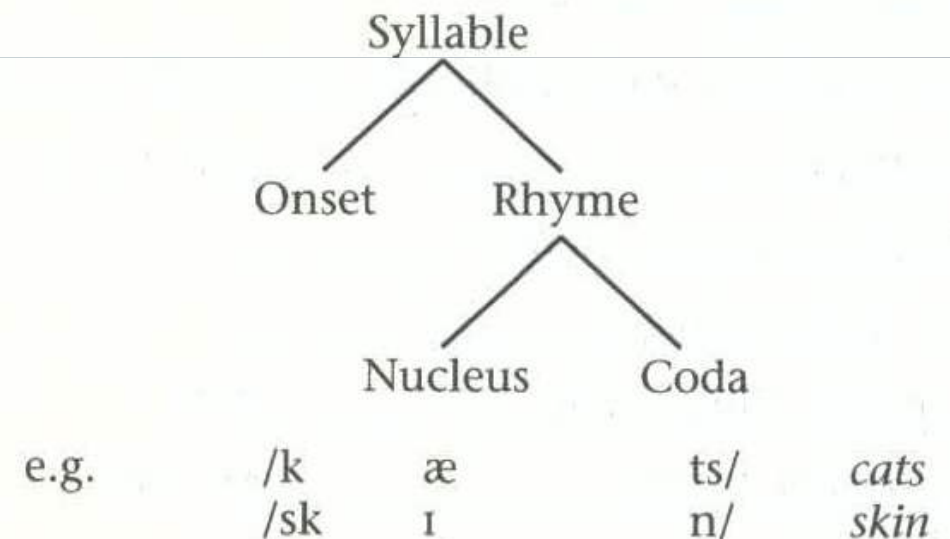 Syllable
Onset Rhyme
Nucleus Coda
e.g. /k æ ts/ cats
/sk ɪ n/ skin